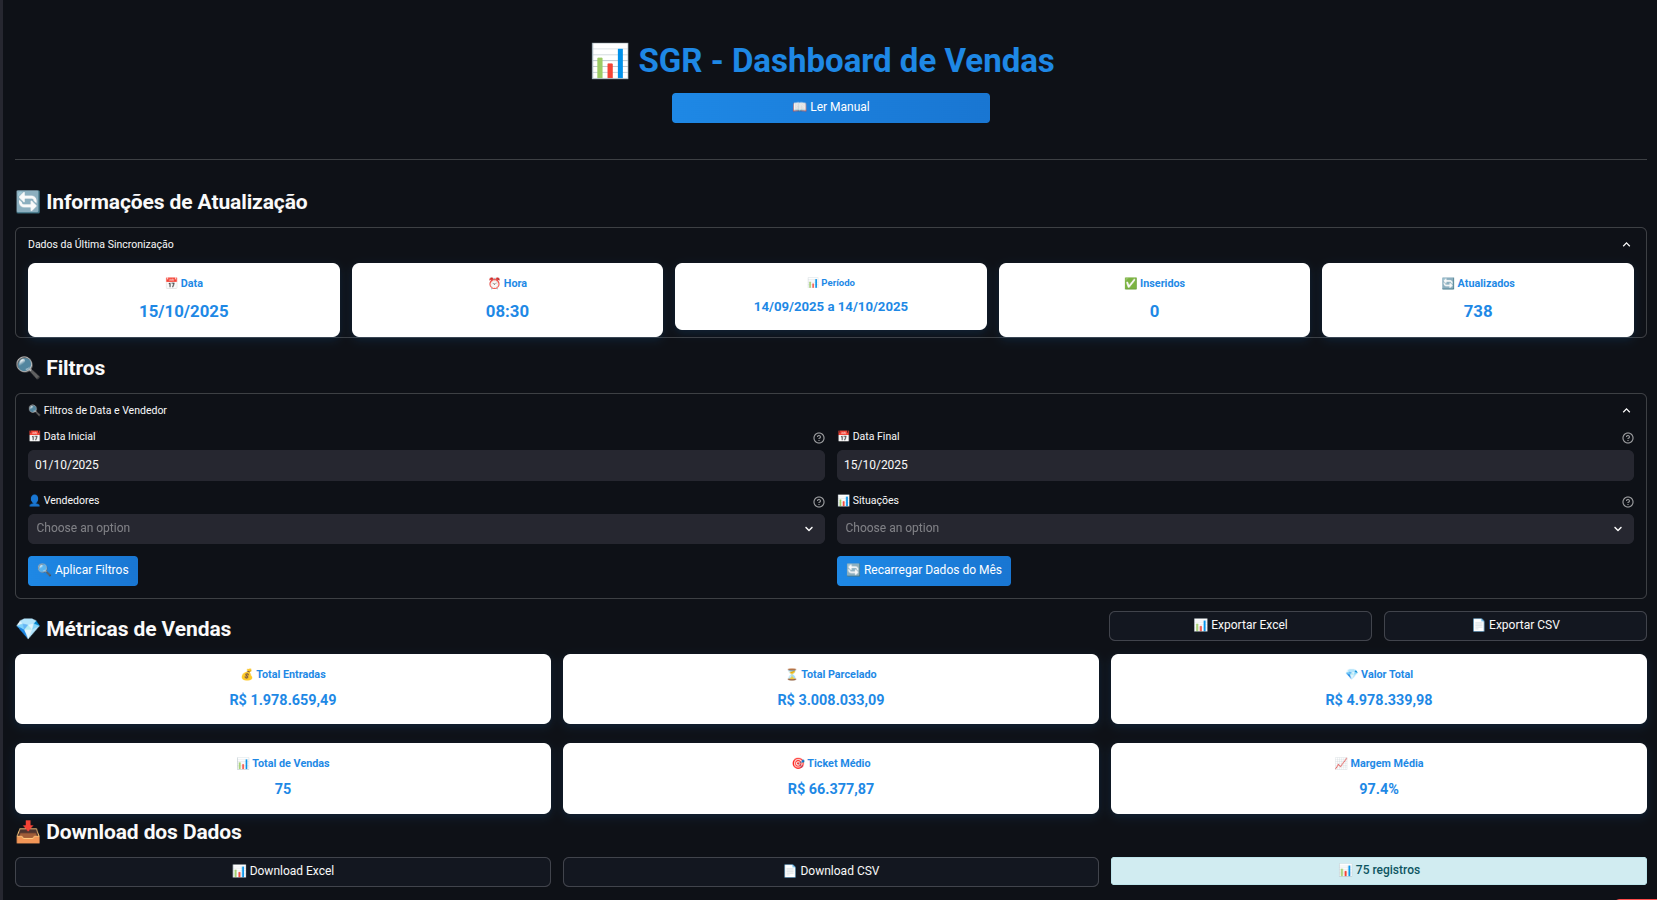 SGR - Dashboard de Vendas
Ler Manual
Informações de Atualização
Dados da Última Sincronização
Data
15/10/2025
Hora
08:30
Período
14/09/2025 a 14/10/2025
Inseridos
0
Atualizados
738
Filtros
Filtros de Data e Vendedor
Data Inicial
01/10/2025
Data Final
15/10/2025
Vendedores
Choose an option
Situações
Choose an option
Aplicar Filtros
Recarregar Dados do Mês
Métricas de Vendas
Exportar Excel
Exportar CSV
Total Entradas
R$ 1.978.659,49
Total Parcelado
R$ 3.008.033,09
Valor Total
R$ 4.978.339,98
Total de Vendas
75
Ticket Médio
R$ 66.377,87
Margem Média
97.4%
Download dos Dados
Download Excel
Download CSV
75 registros